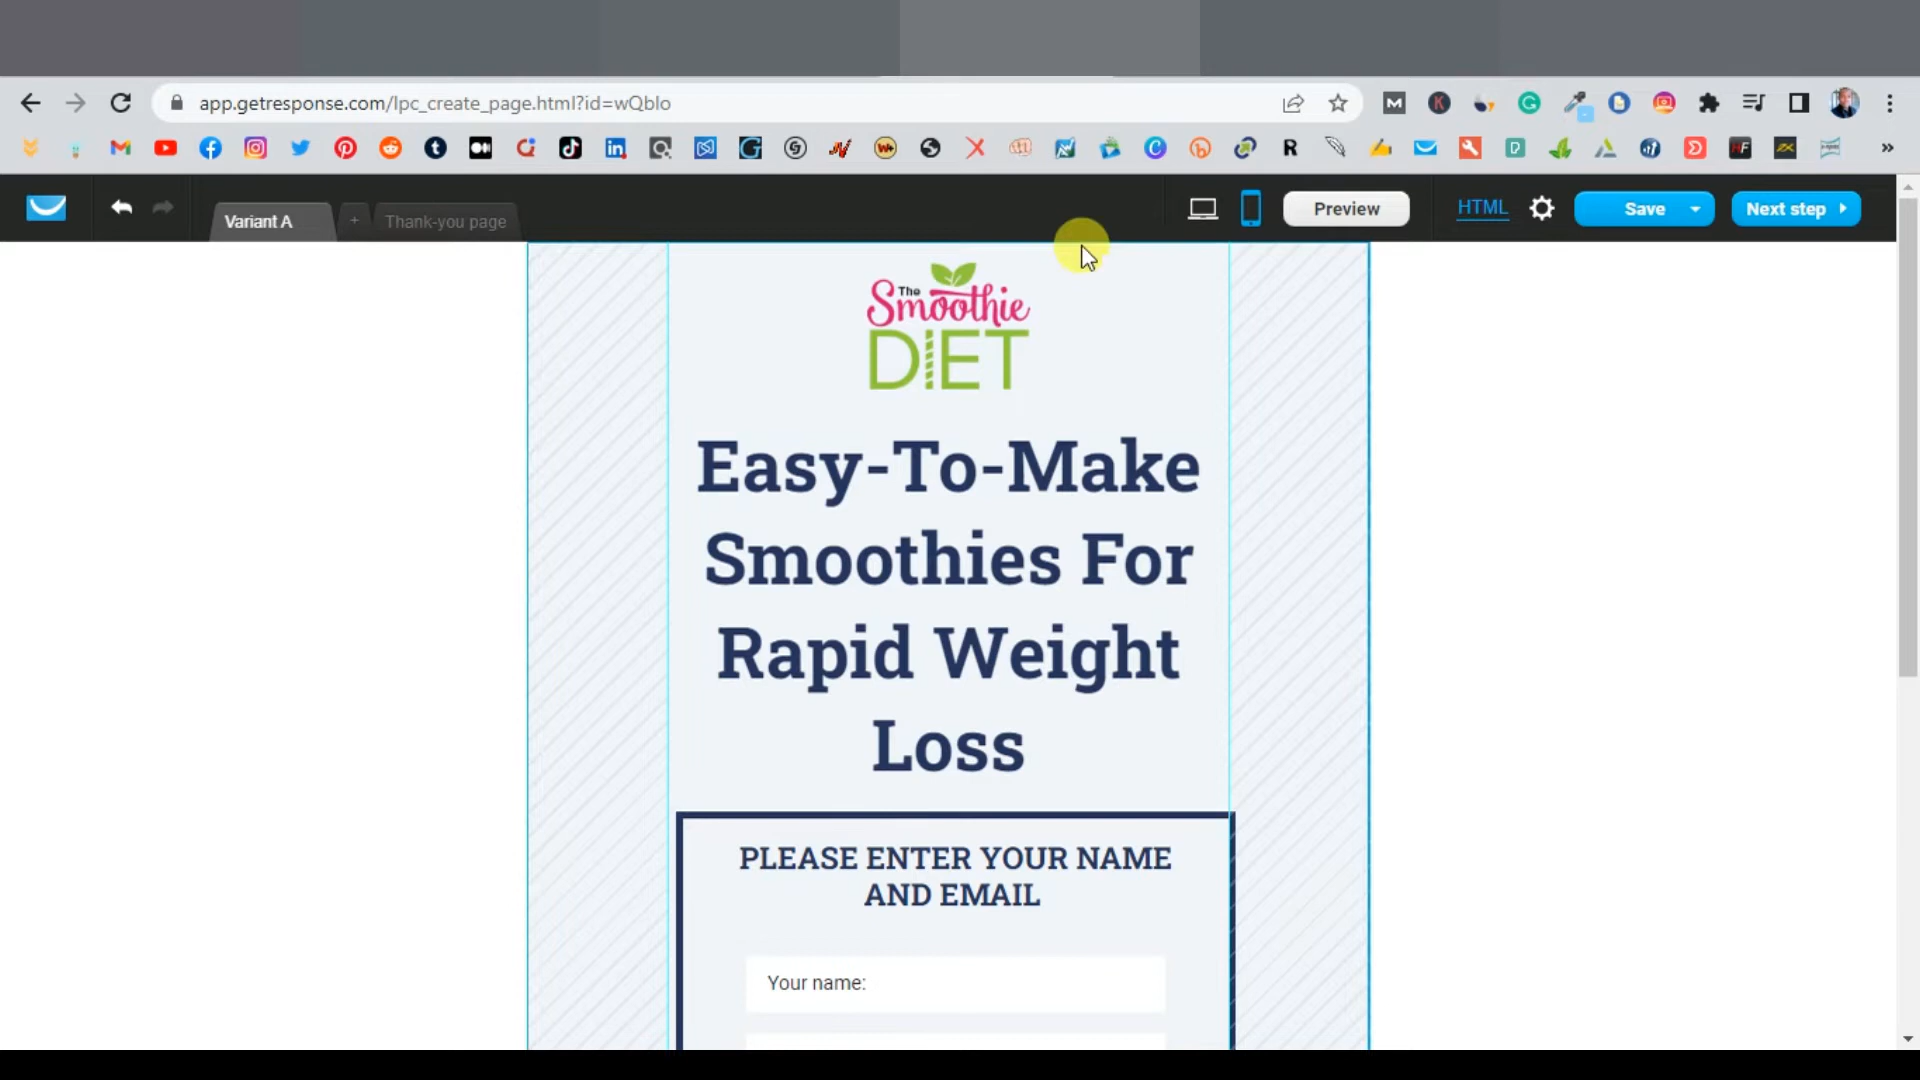 app.getresponse.com/lpc_create_page.html?id=wQblo
Variant A
+
Thank-you page
Preview
HTML
Save
Next step
The
Smoothie
DIET
Easy-To-Make
Smoothies For
Rapid Weight
Loss
PLEASE ENTER YOUR NAME
AND EMAIL
Your name: